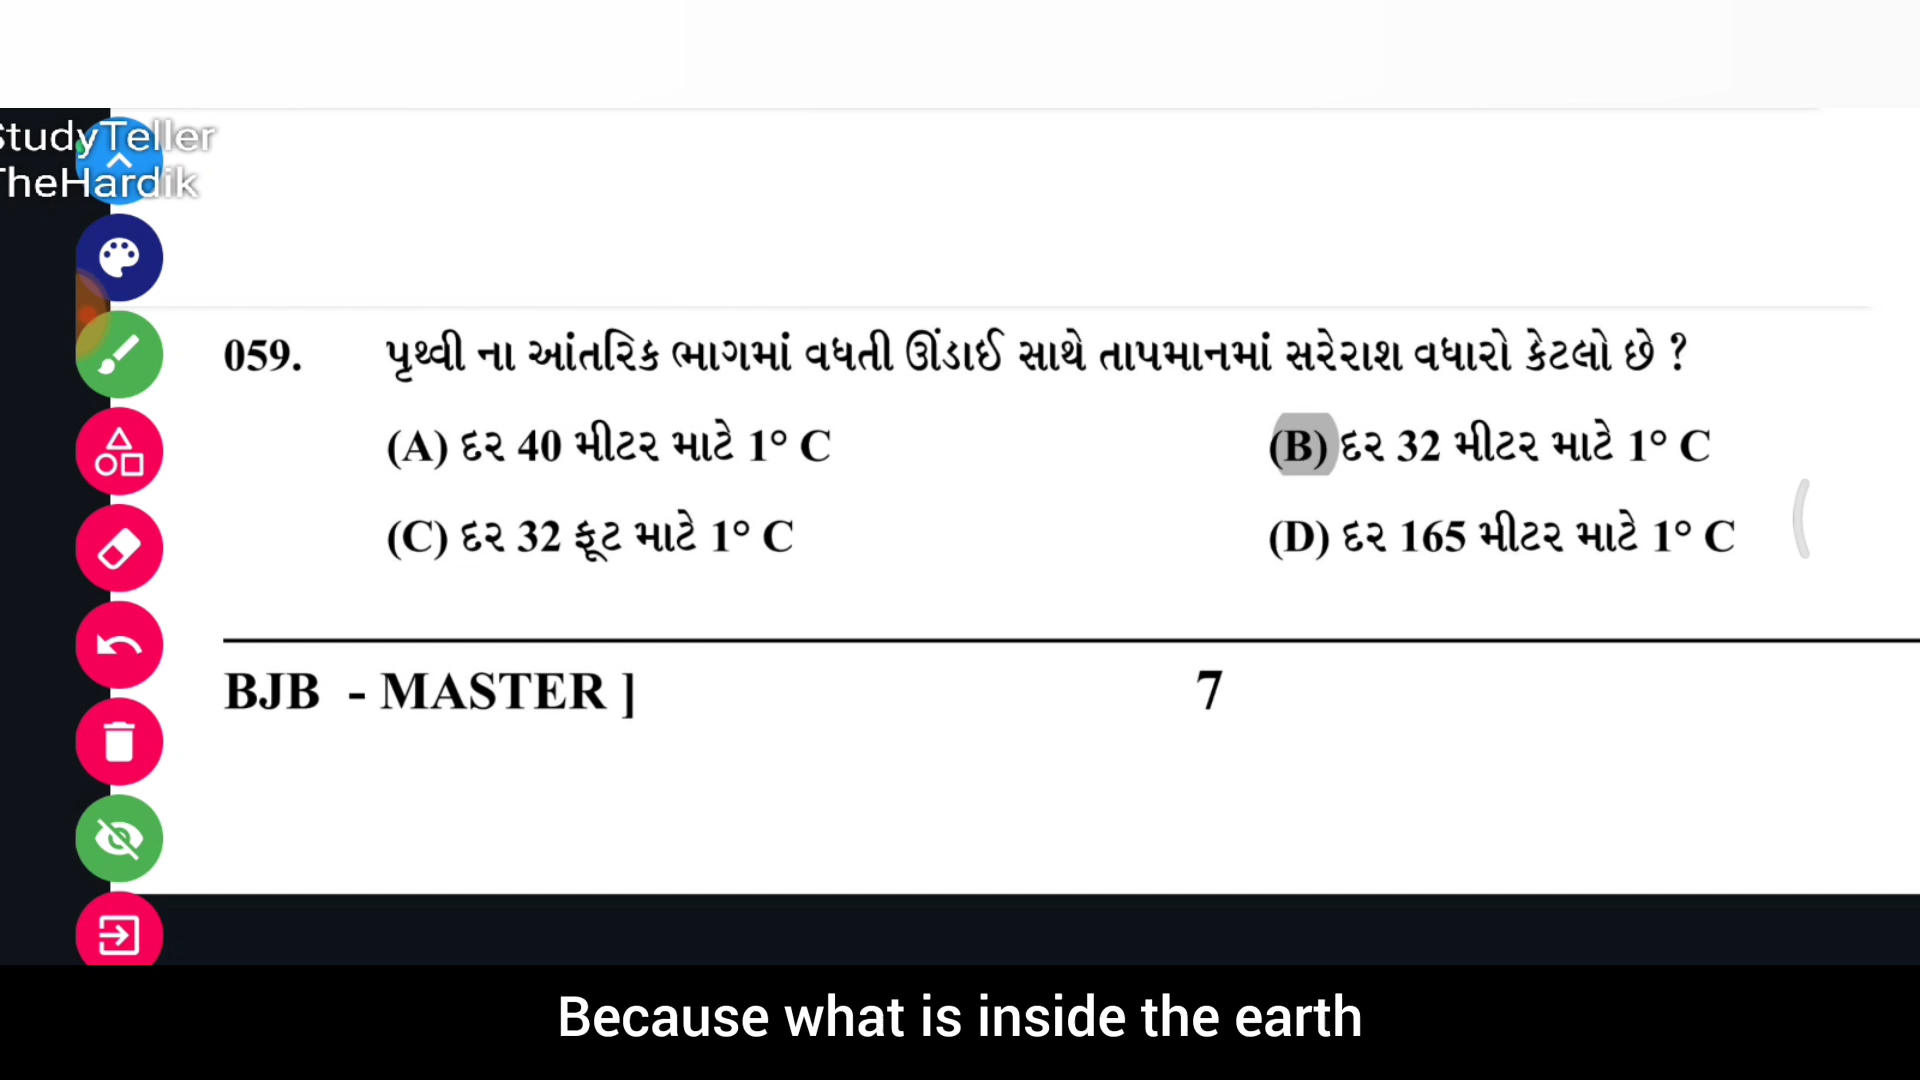 StudyTeller
TheHardik
059. પૃથ્વી ના આંતરિક ભાગમાં વધતી ઊંડાઈ સાથે તાપમાનમાં સરેરાશ વધારો કેટલો છે ?
(A) દર 40 મીટર માટે 1° C (B) દર 32 મીટર માટે 1° C
(C) દર 32 ફૂટ માટે 1° C (D) દર 165 મીટર માટે 1° C
BJB - MASTER ] 7
Because what is inside the earth